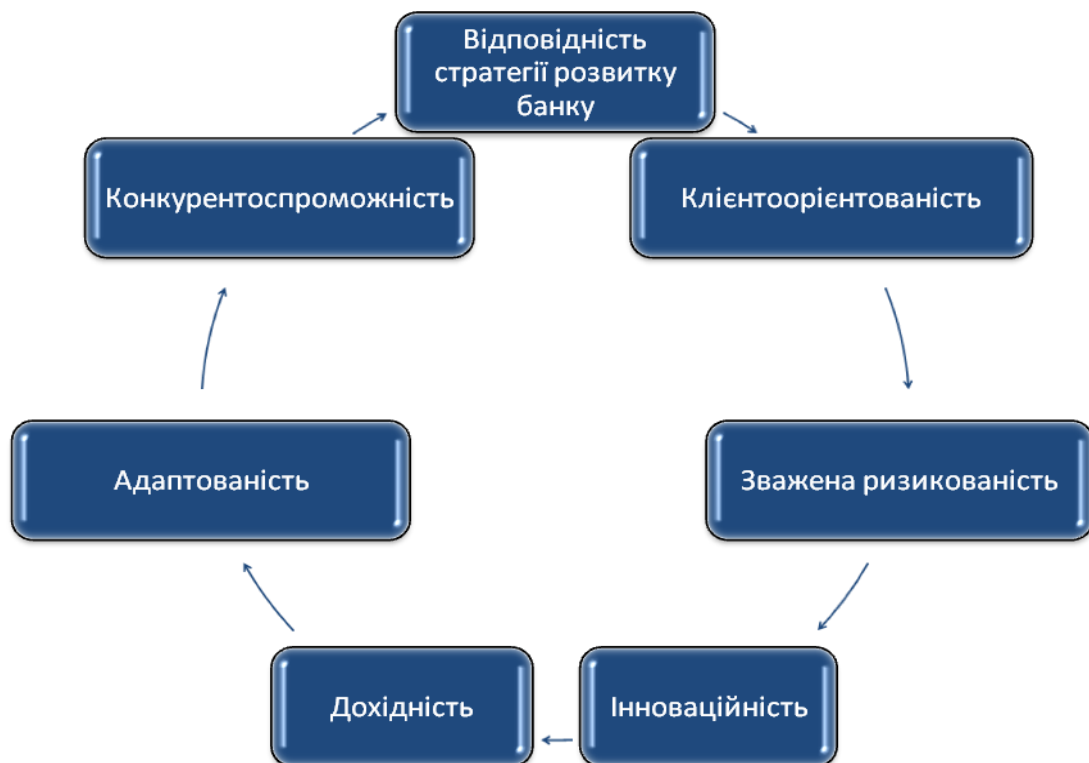 Відповідність
стратегії розвитку
банку
Клієнтоорієнтованість
Зважена ризикованість
Інноваційність
Дохідність
Адаптованість
Конкурентоспроможність